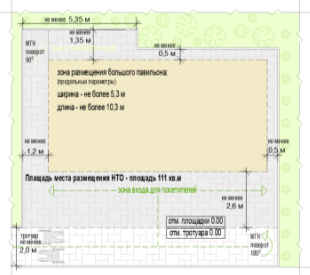 не менее 5,35 м
не менее
1,35 м
МГН
поворот
90°
не менее
0,5 м
зона размещения большого павильона:
(предельные параметры)
ширина - не более 5,3 м
длина - не более 10,3 м
не менее
1,2 м
не менее
0,5 м
Площадь места размещения НТО - площадь 111 кв.м
зона входа для посетителей
не менее
2,6 м
отм. площадки 0.00
отм. тротуара 0.00
тротуар
не менее
2,0 м
МГН
поворот
180°